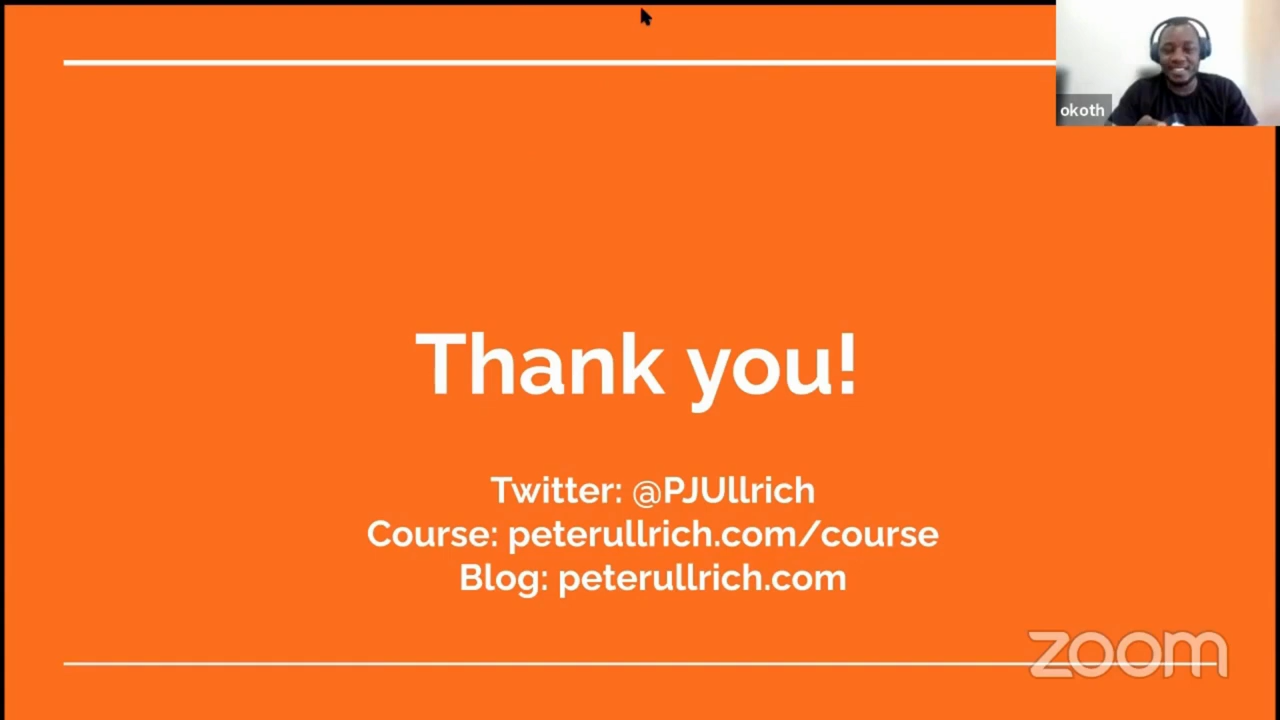 okoth
Thank you!
Twitter: @PJUllrich
Course: peterullrich.com/course
Blog: peterullrich.com
zoom